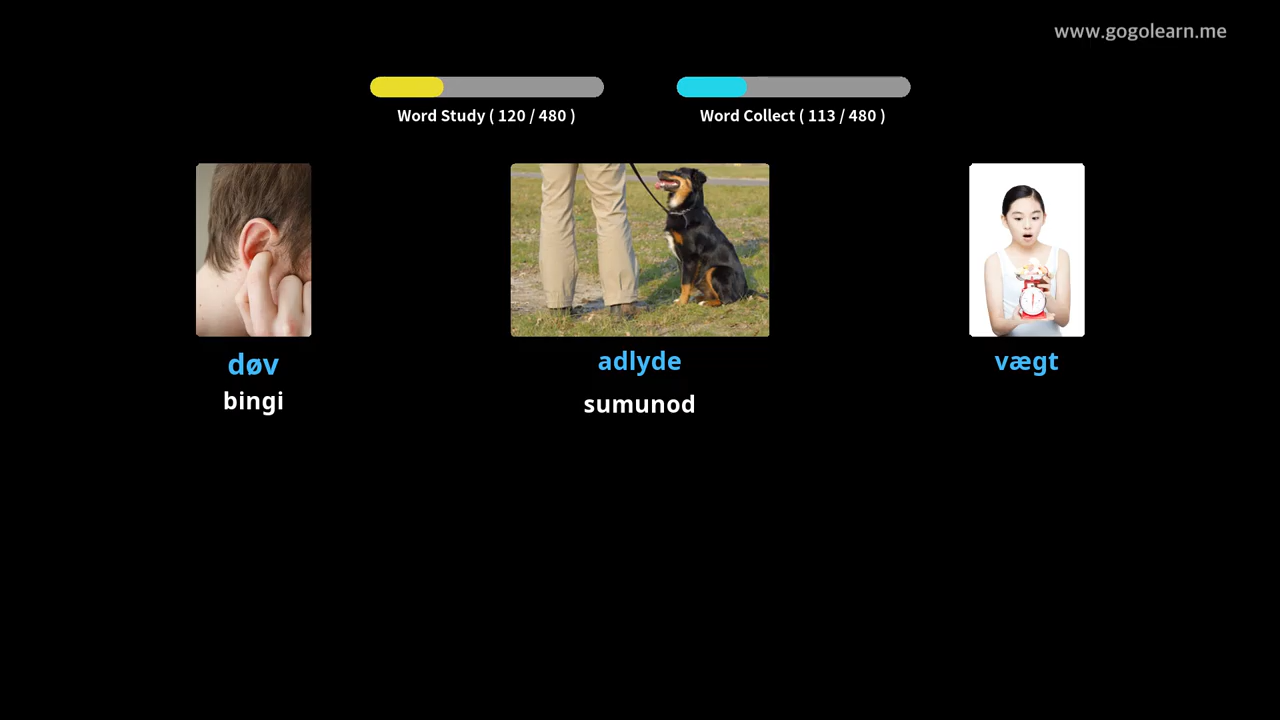 www.gogolearn.me
Word Study ( 120 / 480 )
Word Collect ( 113 / 480 )
døv
bingi
adlyde
sumunod
vægt